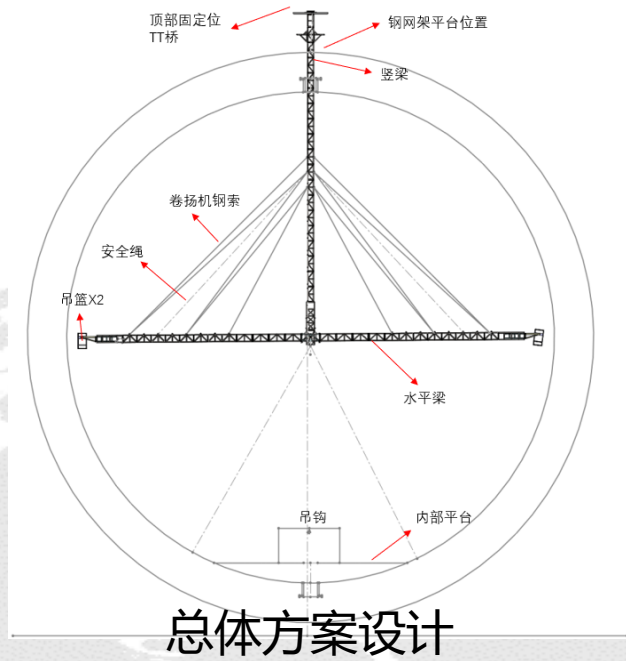 顶部固定位
TT桥
钢网架平台位置
竖梁
卷扬机钢索
安全绳
吊篮X2
水平梁
吊钩
内部平台
总体方案设计